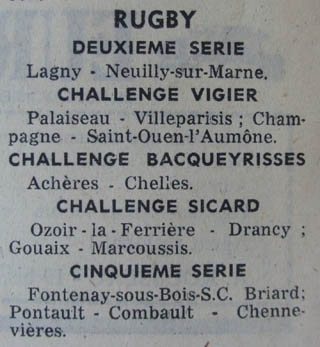 RUGBY
DEUXIEME SERIE
Lagny - Neuilly-sur-Marne.
CHALLENGE VIGIER
Palaiseau - Villeparisis ; Cham-
pagne - Saint-Ouen-l'Aumône.
CHALLENGE BACQUEYRISSES
Achères - Chelles.
CHALLENGE SICARD
Ozoir - la - Ferrière - Drancy ;
Gouaix - Marcoussis.
CINQUIEME SERIE
Fontenay-sous-Bois-S.C. Briard;
Pontault - Combault - Chenne-
vières.